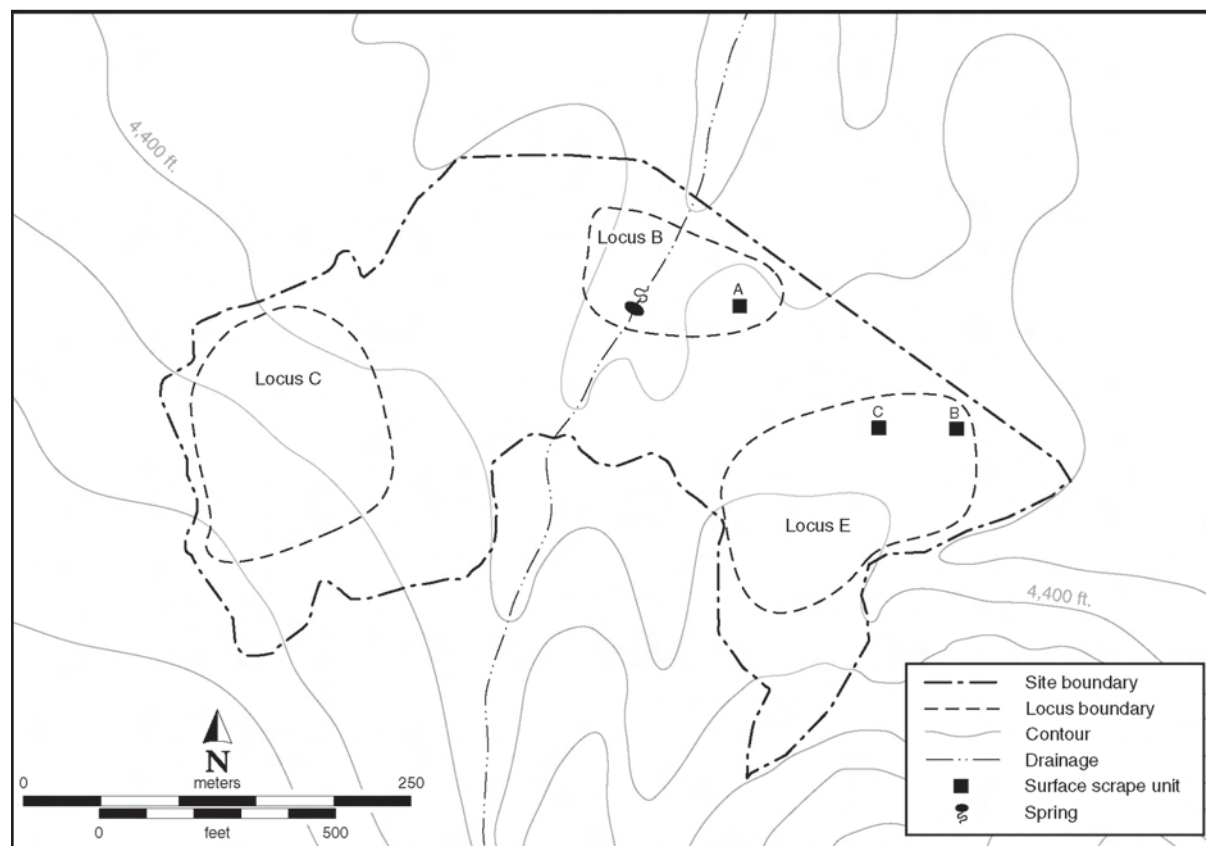 4,400 ft.
Locus B
A
Locus C
C
B
Locus E
4,400 ft.
N
0 meters 250
0 feet 500
Site boundary
Locus boundary
Contour
Drainage
Surface scrape unit
Spring